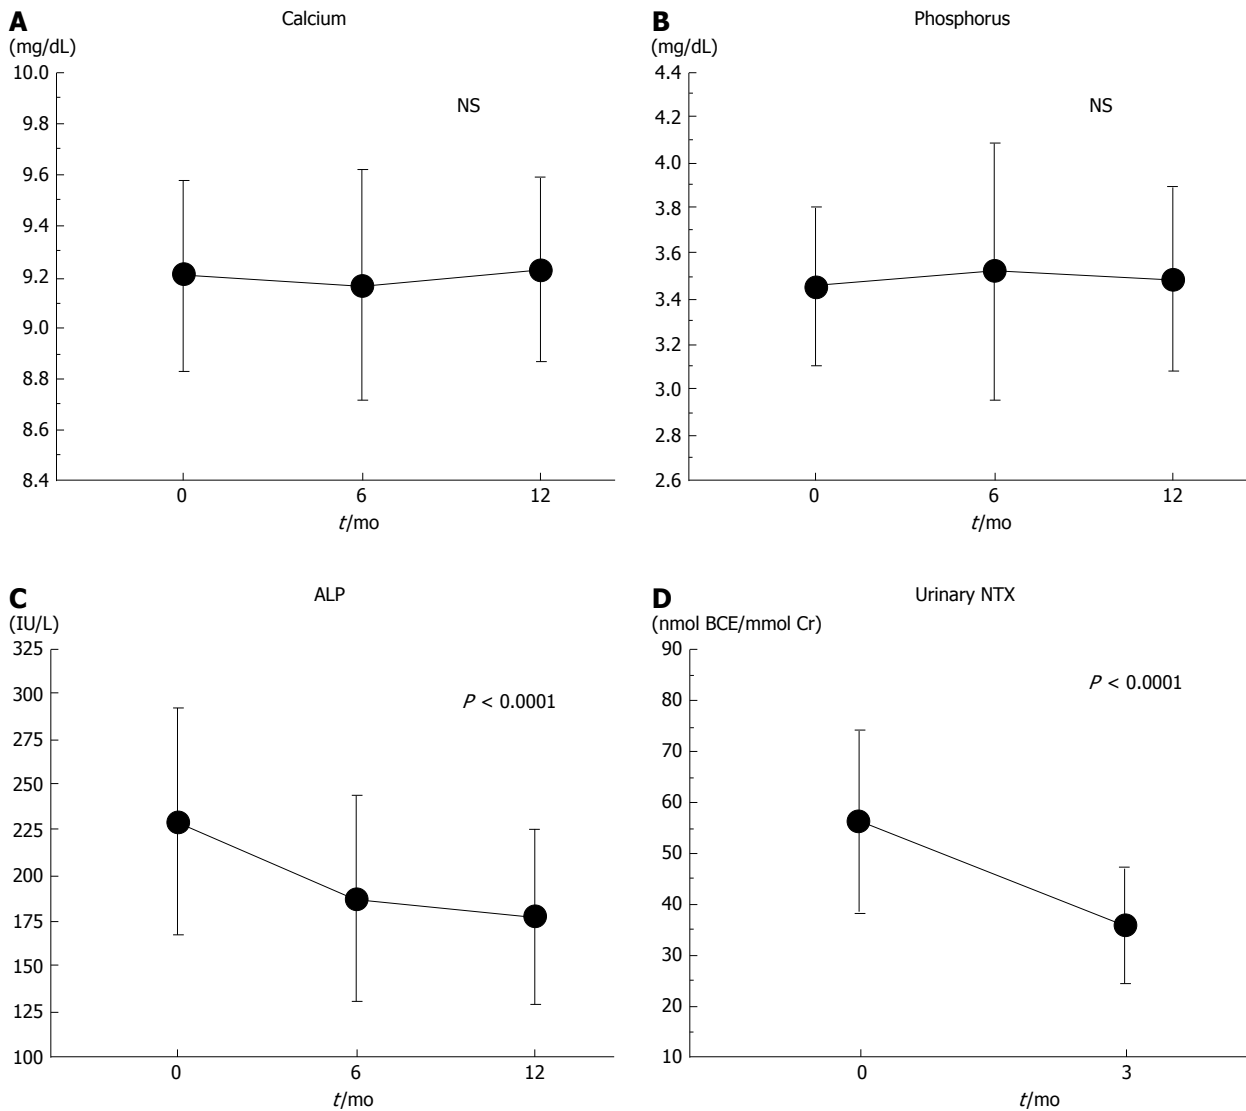 A
Calcium
(mg/dL)
10.0
9.8
9.6
9.4
9.2
9.0
8.8
8.6
8.4
NS
0
6
12
t/mo
B
Phosphorus
(mg/dL)
4.4
4.2
4.0
3.8
3.6
3.4
3.2
3.0
2.8
2.6
NS
0
6
12
t/mo
C
ALP
(IU/L)
325
300
275
250
225
200
175
150
125
100
P < 0.0001
0
6
12
t/mo
D
Urinary NTX
(nmol BCE/mmol Cr)
90
80
70
60
50
40
30
20
10
P < 0.0001
0
3
t/mo